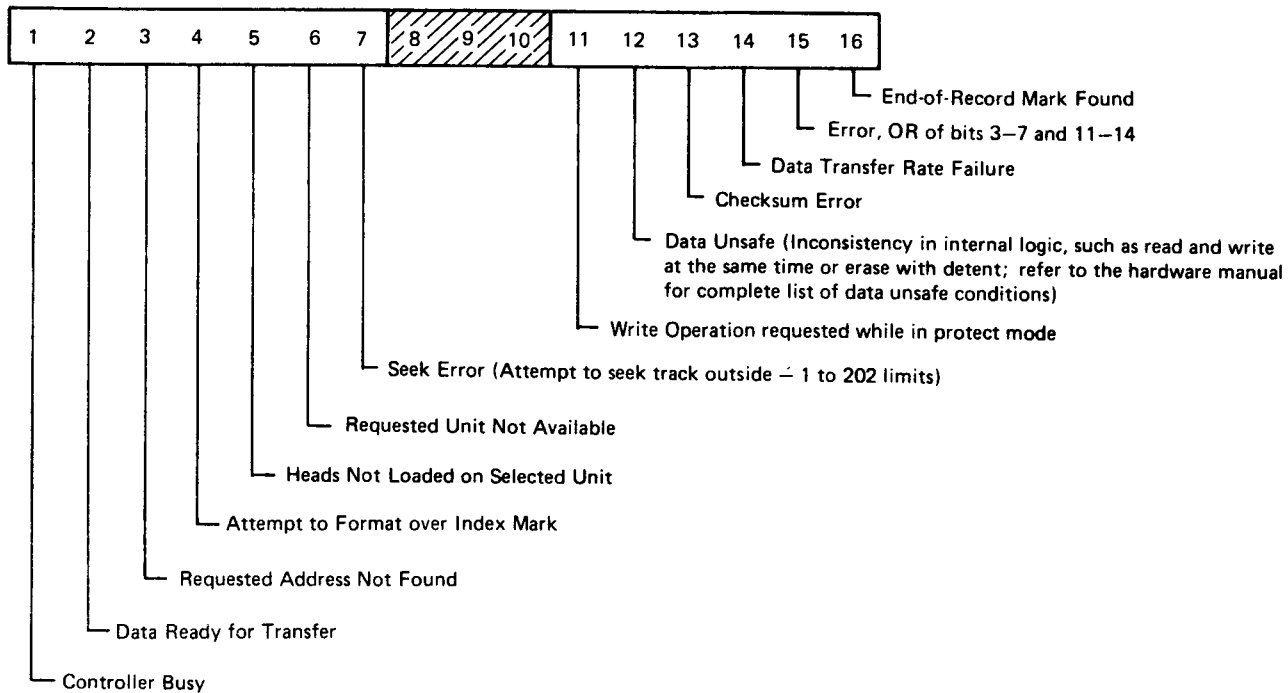 1 2 3 4 5 6 7 8 9 10 11 12 13 14 15 16
End-of-Record Mark Found
Error, OR of bits 3–7 and 11–14
Data Transfer Rate Failure
Checksum Error
Data Unsafe (Inconsistency in internal logic, such as read and write
at the same time or erase with detent; refer to the hardware manual
for complete list of data unsafe conditions)
Write Operation requested while in protect mode
Seek Error (Attempt to seek track outside – 1 to 202 limits)
Requested Unit Not Available
Heads Not Loaded on Selected Unit
Attempt to Format over Index Mark
Requested Address Not Found
Data Ready for Transfer
Controller Busy